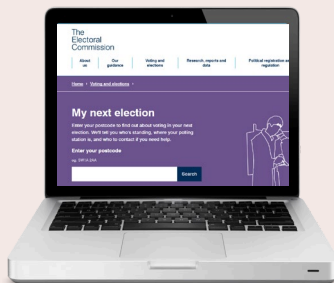 The
Electoral
Commission
About us
Our guidance
Voting and elections
Research, reports and data
Political registration and regulation
Home
Voting and elections
My next election
Enter your postcode to find out about voting in your next
election. We'll tell you who's standing, where your polling
station is, and who to contact if you need help.
Enter your postcode
Search